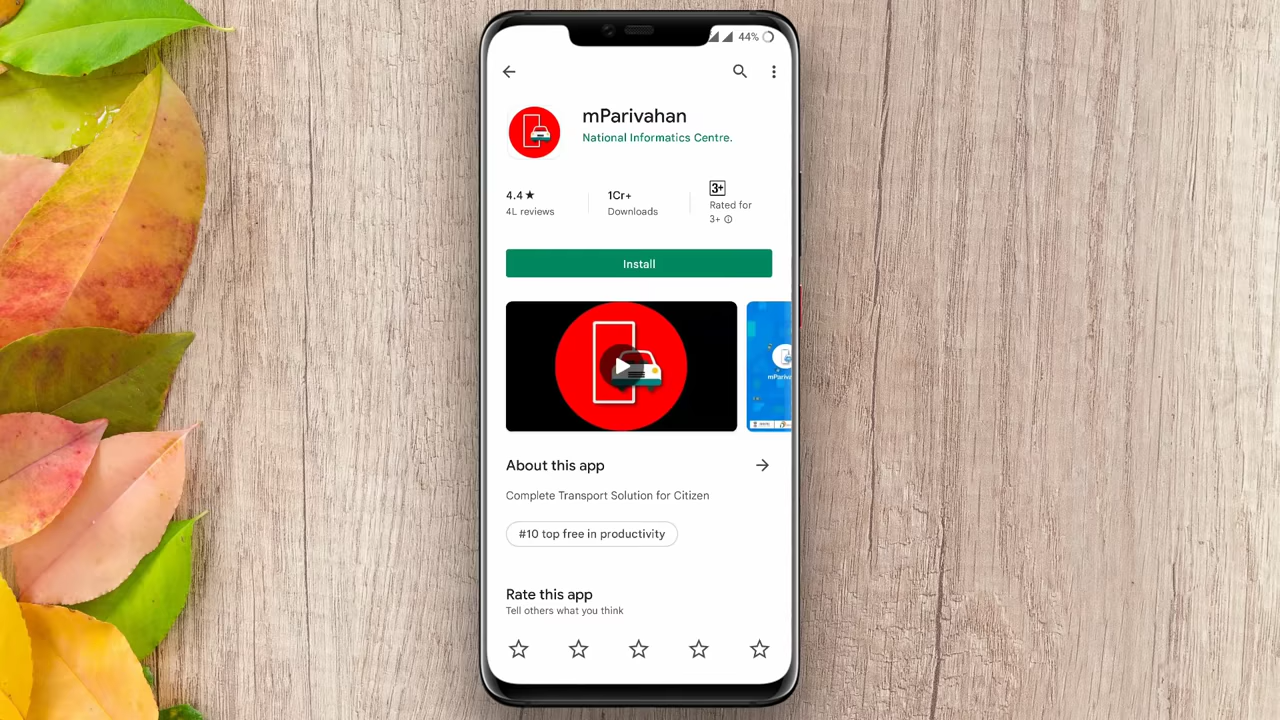 44%
mParivahan
National Informatics Centre.
4.4★
4L reviews
1Cr+
Downloads
3+
Rated for
3+
Install
mPariva
About this app
Complete Transport Solution for Citizen
#10 top free in productivity
Rate this app
Tell others what you think